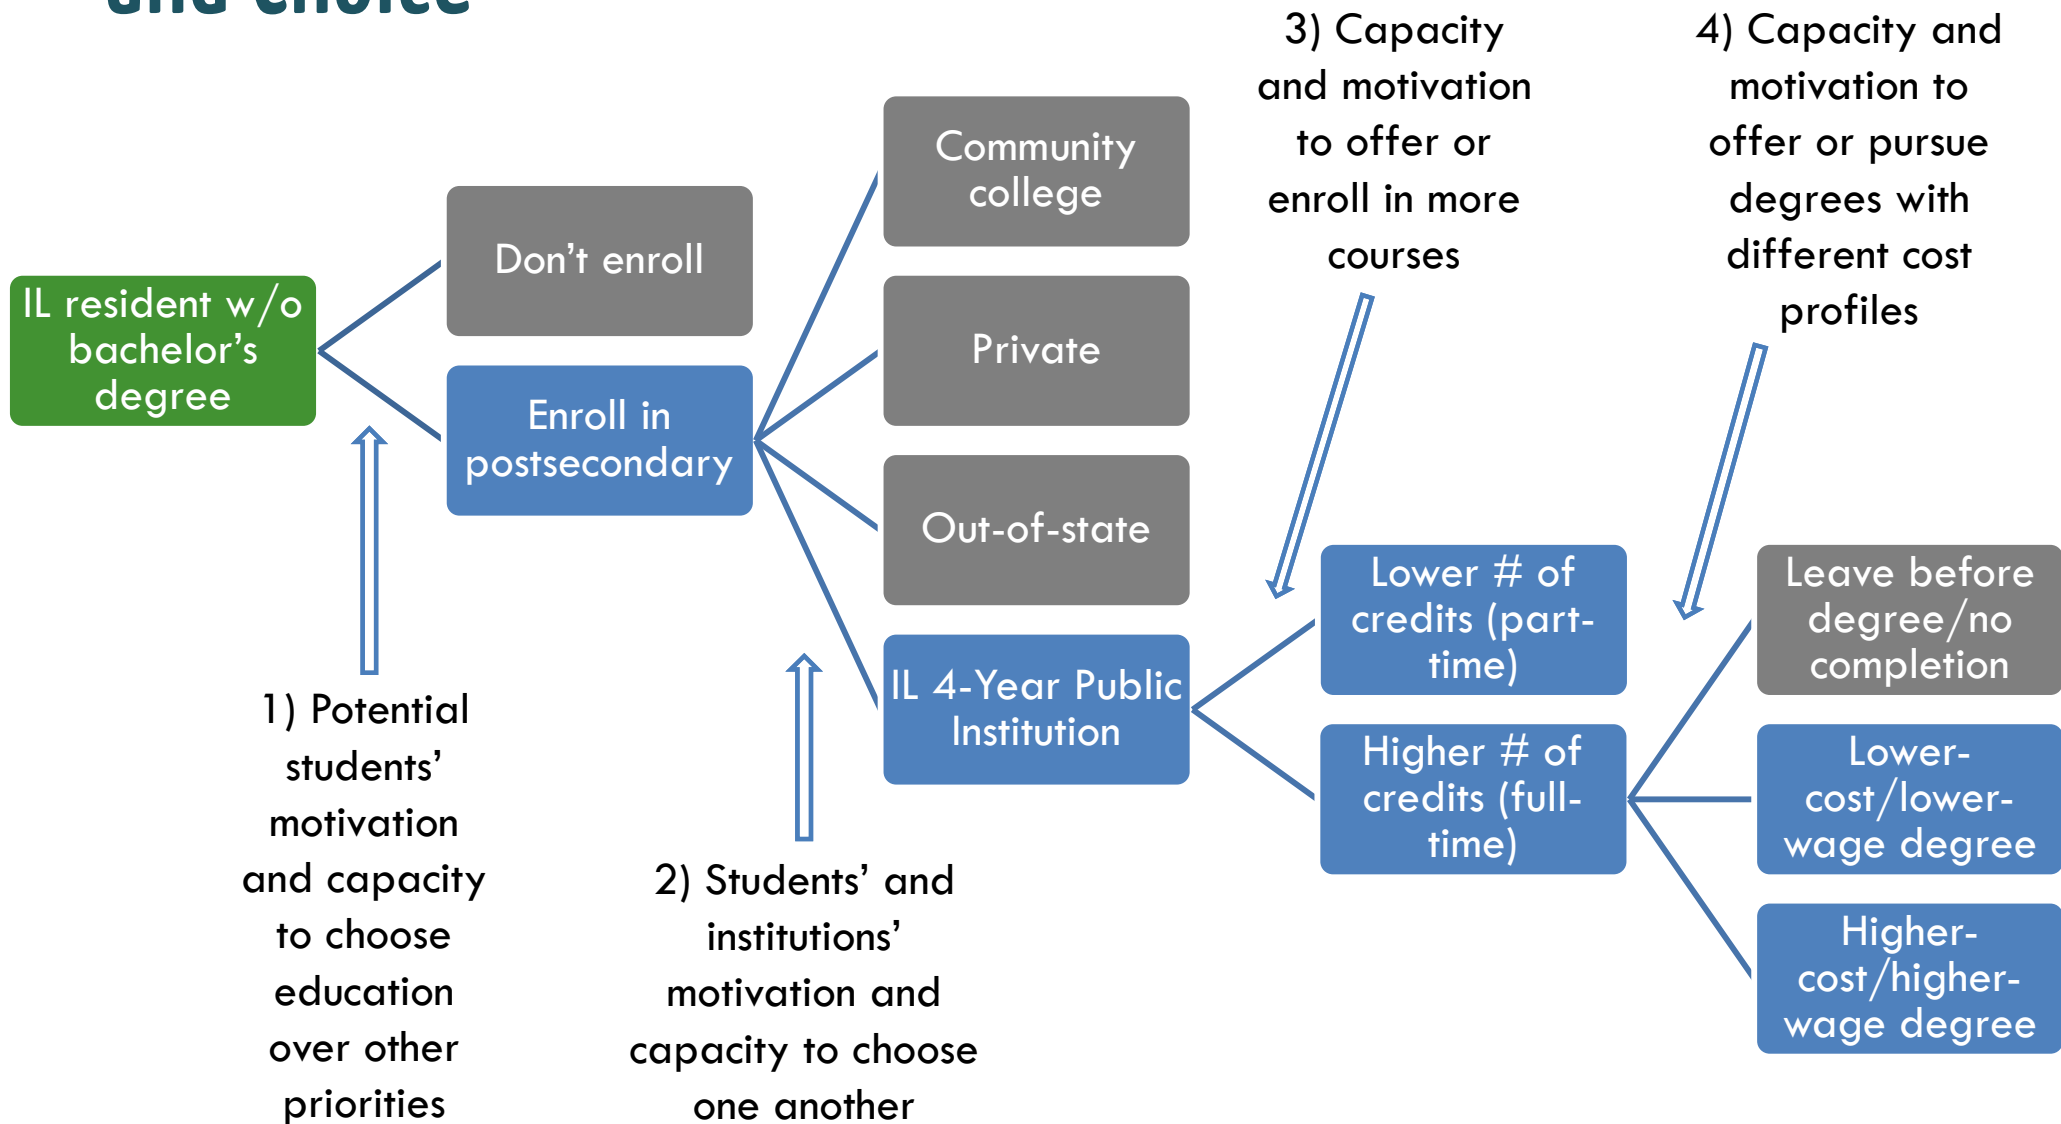 and choice
3) Capacity
and motivation
to offer or
enroll in more
courses
4) Capacity and
motivation to
offer or pursue
degrees with
different cost
profiles
IL resident w/o
bachelor’s
degree
Don’t enroll
Enroll in
postsecondary
Community
college
Private
Out-of-state
IL 4-Year Public
Institution
Lower # of
credits (part-
time)
Higher # of
credits (full-
time)
Leave before
degree/no
completion
Lower-
cost/lower-
wage degree
Higher-
cost/higher-
wage degree
1) Potential
students’
motivation
and capacity
to choose
education
over other
priorities
2) Students’ and
institutions’
motivation and
capacity to choose
one another